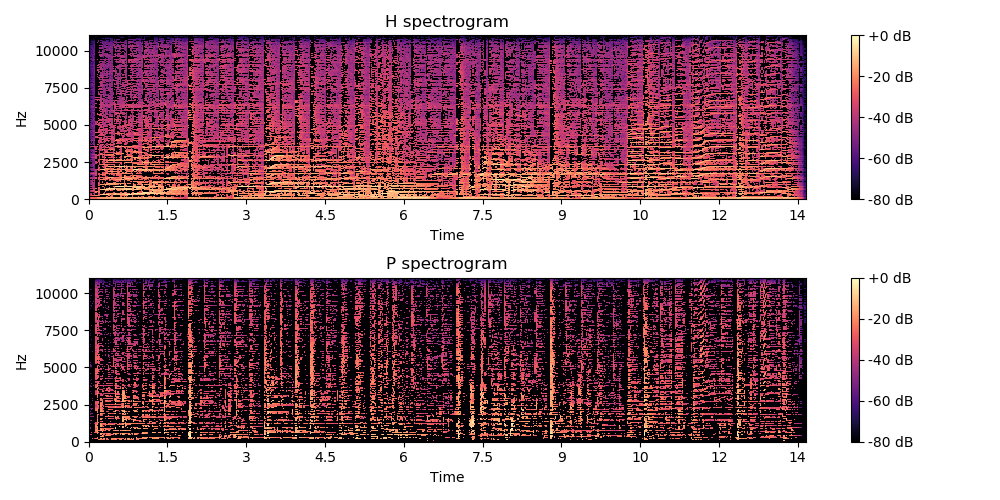 H spectrogram
10000
7500
5000
2500
0
Hz
0 1.5 3 4.5 6 7.5 9 10 12 14
Time
+0 dB
-20 dB
-40 dB
-60 dB
-80 dB
P spectrogram
10000
7500
5000
2500
0
Hz
0 1.5 3 4.5 6 7.5 9 10 12 14
Time
+0 dB
-20 dB
-40 dB
-60 dB
-80 dB